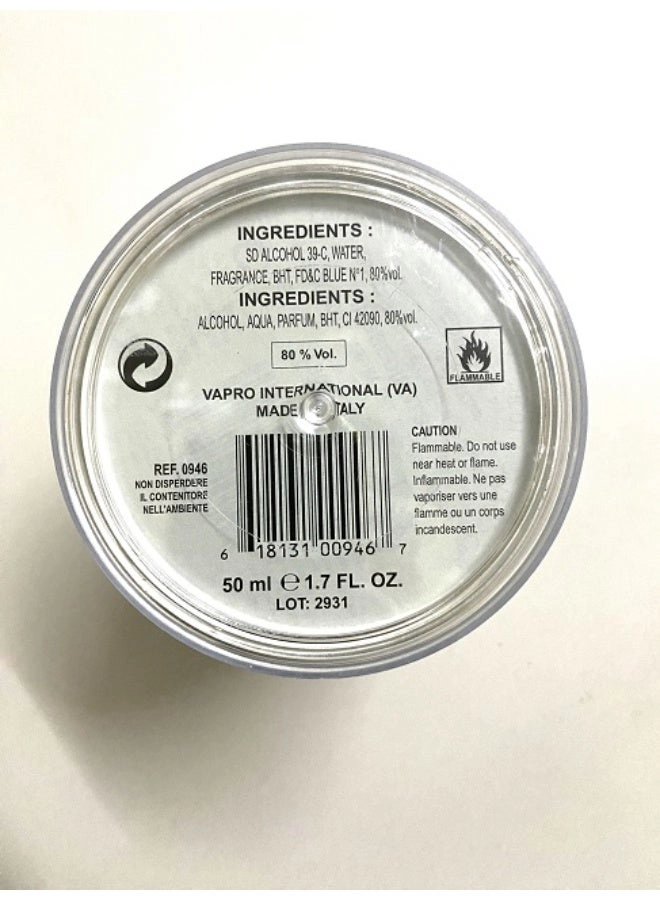 INGREDIENTS :
SD ALCOHOL 39-C, WATER,
FRAGRANCE, BHT, FD&C BLUE N°1, 80%vol.
INGREDIENTS :
ALCOHOL, AQUA, PARFUM, BHT, CI 42090, 80%vol.
80 % Vol.
FLAMMABLE
VAPRO INTERNATIONAL (VA)
MADE ITALY
REF. 0946
NON DISPERDERE
IL CONTENITORE
NELL'AMBIENTE
CAUTION
Flammable. Do not use
near heat or flame.
Inflammable. Ne pas
vaporiser vers une
flamme ou un corps
incandescent.
6 18131 00946 7
50 ml ℮ 1.7 FL. OZ.
LOT: 2931